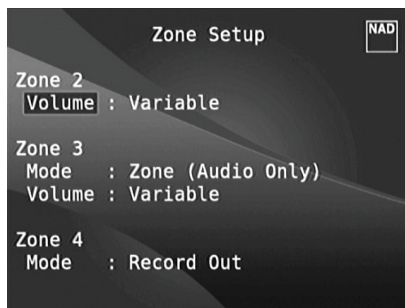 Zone Setup NAD
Zone 2
Volume : Variable
Zone 3
Mode : Zone (Audio Only)
Volume : Variable
Zone 4
Mode : Record Out